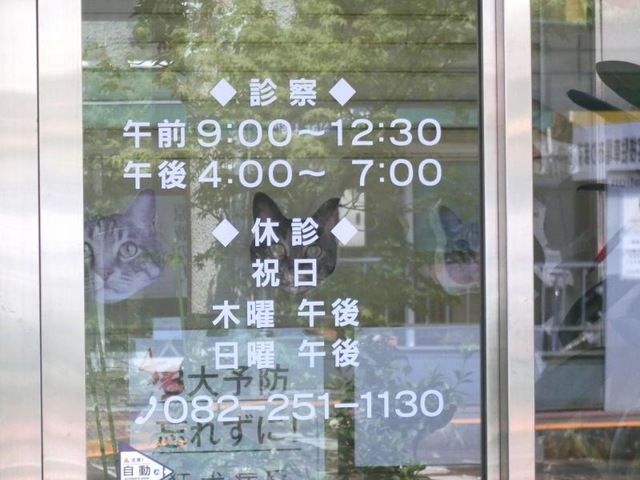 ◆診察◆
午前9:00〜12:30
午後4:00〜 7:00
◆休診◆
祝日
木曜 午後
日曜 午後
082-251-1130
大予防
忘れずに!
注意!
自動